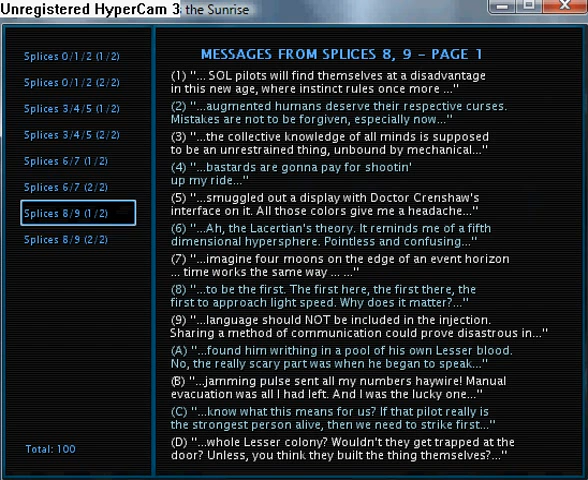 Unregistered HyperCam 3 the Sunrise
Splices 0/1/2 (1/2)
Splices 0/1/2 (2/2)
Splices 3/4/5 (1/2)
Splices 3/4/5 (2/2)
Splices 6/7 (1/2)
Splices 6/7 (2/2)
Splices 8/9 (1/2)
Splices 8/9 (2/2)
Total: 100
MESSAGES FROM SPLICES 8, 9 - PAGE 1
(1) "... SOL pilots will find themselves at a disadvantage
in this new age, where instinct rules once more ..."
(2) "...augmented humans deserve their respective curses.
Mistakes are not to be forgiven, especially now..."
(3) "...the collective knowledge of all minds is supposed
to be an unrestrained thing, unbound by mechanical..."
(4) "...bastards are gonna pay for shootin'
up my ride..."
(5) "...smuggled out a display with Doctor Crenshaw's
interface on it. All those colors give me a headache..."
(6) "...Ah, the Lacertian's theory. It reminds me of a fifth
dimensional hypersphere. Pointless and confusing..."
(7) "...imagine four moons on the edge of an event horizon
... time works the same way ... ..."
(8) "...to be the first. The first here, the first there, the
first to approach light speed. Why does it matter?..."
(9) "...language should NOT be included in the injection.
Sharing a method of communication could prove disastrous in..."
(A) "...found him writhing in a pool of his own Lesser blood.
No, the really scary part was when he began to speak..."
(B) "...jamming pulse sent all my numbers haywire! Manual
evacuation was all I had left. And I was the lucky one..."
(C) "...know what this means for us? If that pilot really is
the strongest person alive, then we need to strike first..."
(D) "...whole Lesser colony? Wouldn't they get trapped at the
door? Unless, you think they built the thing themselves?..."